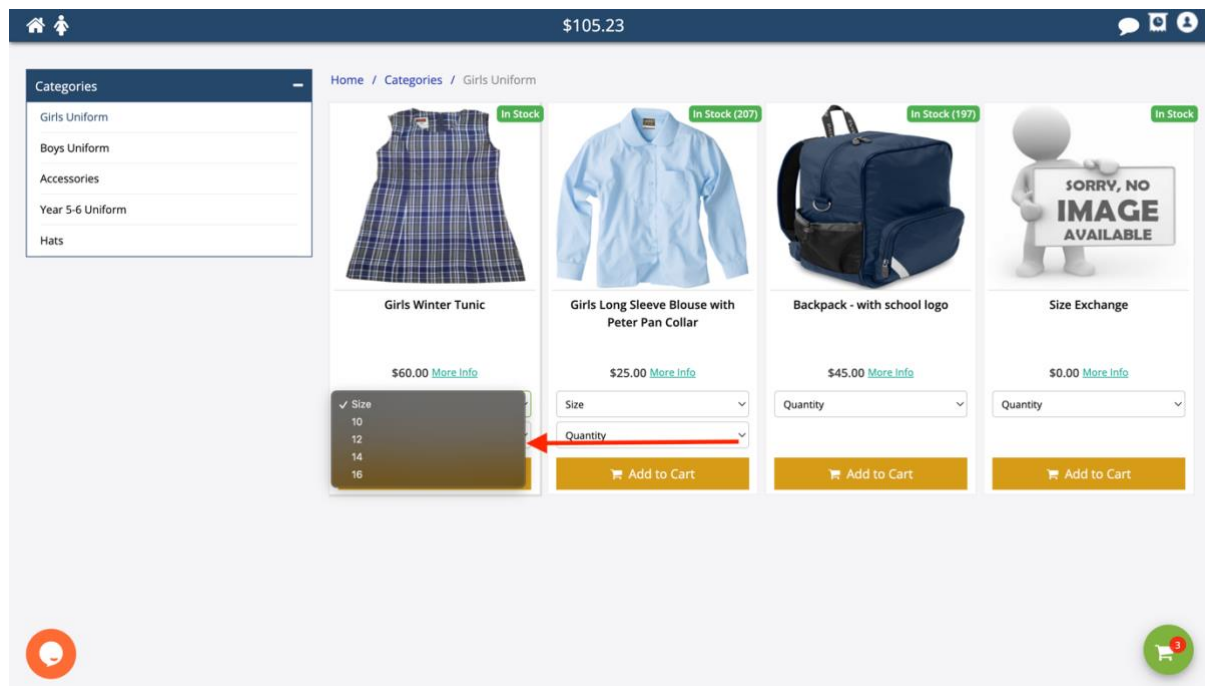 $105.23
Categories
Girls Uniform
Boys Uniform
Accessories
Year 5-6 Uniform
Hats
Home / Categories / Girls Uniform
In Stock
In Stock (207)
In Stock (197)
In Stock
SORRY, NO
IMAGE
AVAILABLE
Girls Winter Tunic
Girls Long Sleeve Blouse with
Peter Pan Collar
Backpack - with school logo
Size Exchange
$60.00 More Info
$25.00 More Info
$45.00 More Info
$0.00 More Info
✓ Size
10
12
14
16
Size
Quantity
Quantity
Quantity
Add to Cart
Add to Cart
Add to Cart
3